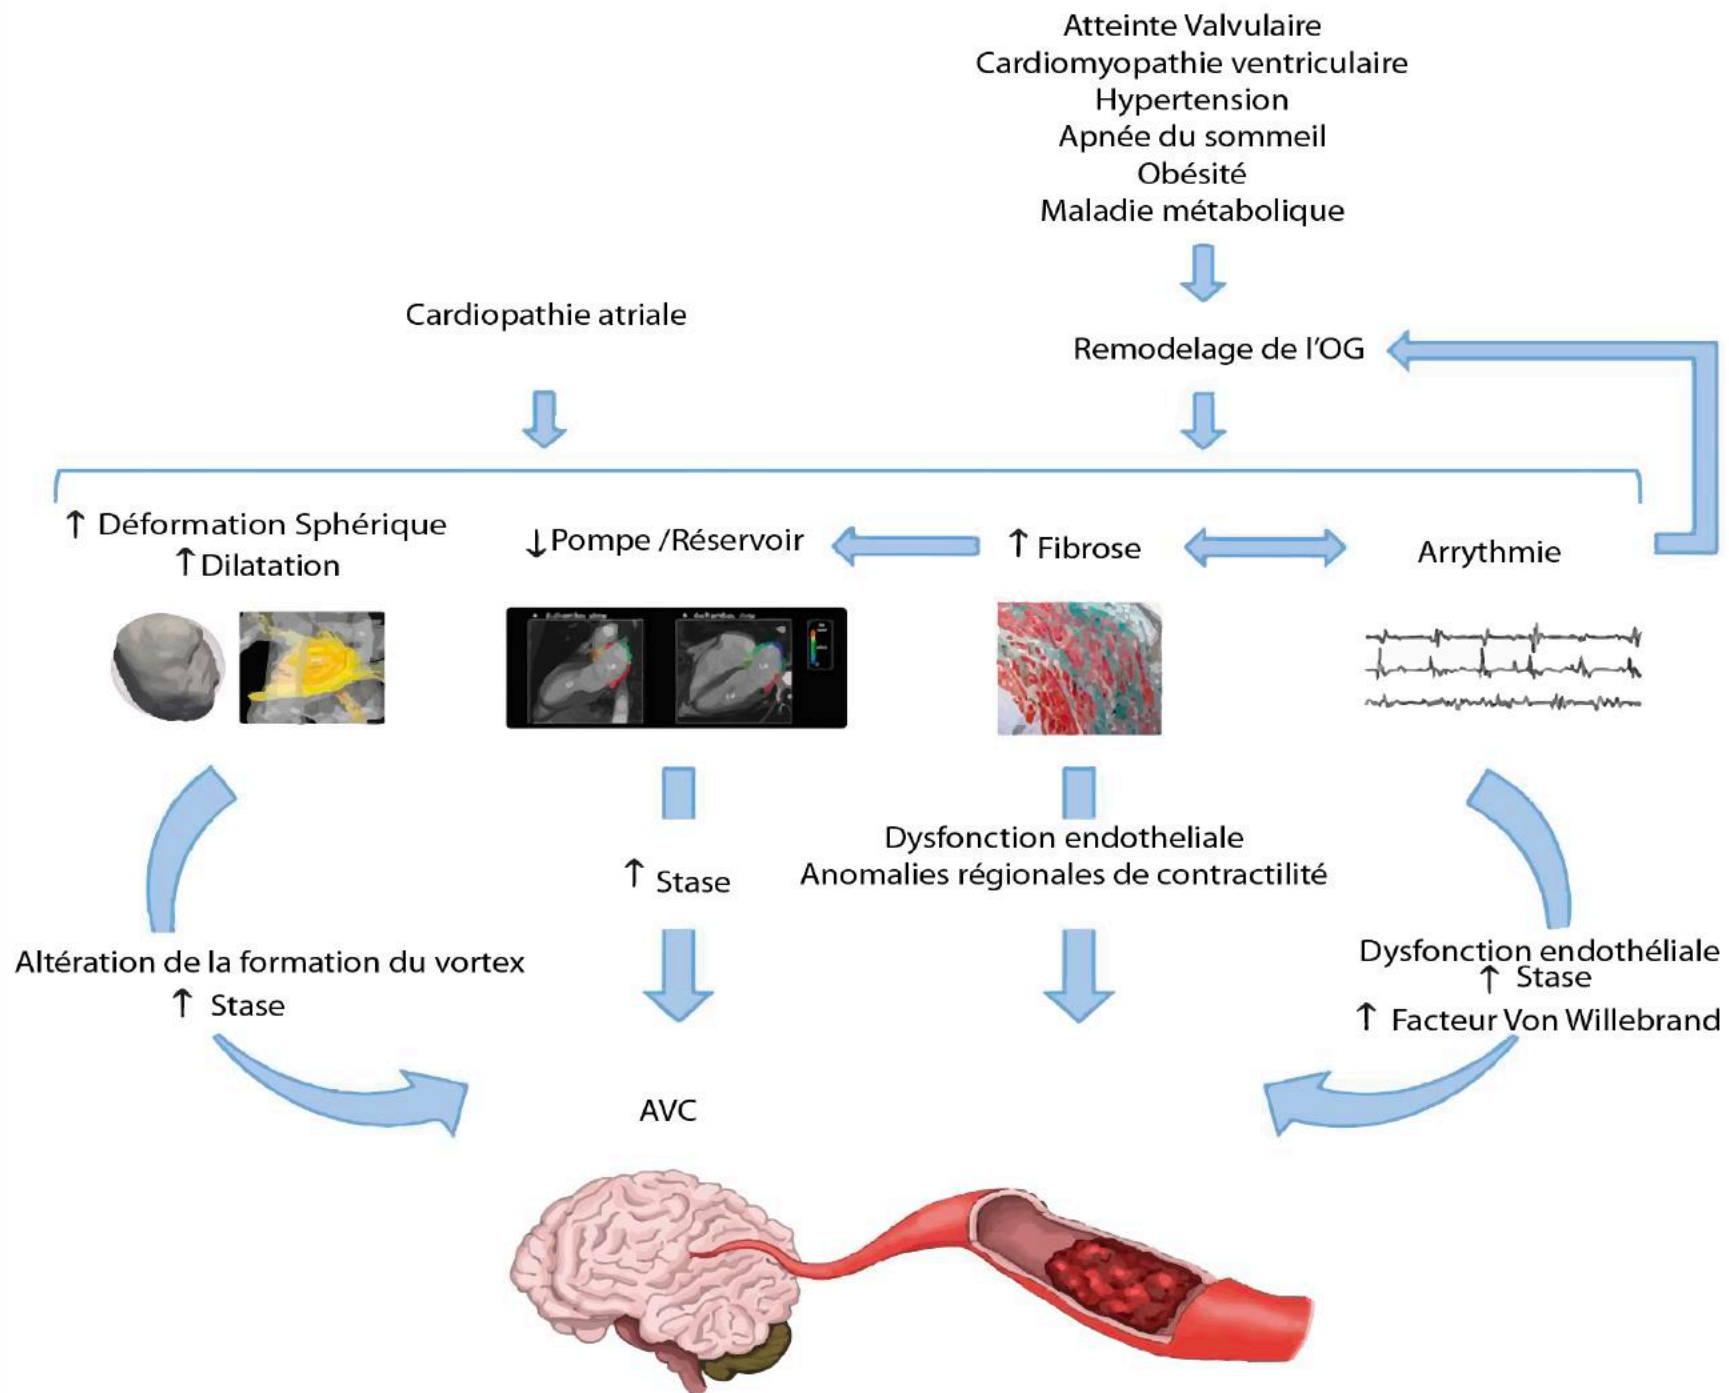 Atteinte Valvulaire
Cardiomyopathie ventriculaire
Hypertension
Apnée du sommeil
Obésité
Maladie métabolique
Cardiopathie atriale
Remodelage de l'OG
↑ Déformation Sphérique
↑ Dilatation
↓ Pompe /Réservoir
↑ Fibrose
Arrythmie
↑ Stase
Dysfonction endotheliale
Anomalies régionales de contractilité
Altération de la formation du vortex
↑ Stase
Dysfonction endothéliale
↑ Stase
↑ Facteur Von Willebrand
AVC